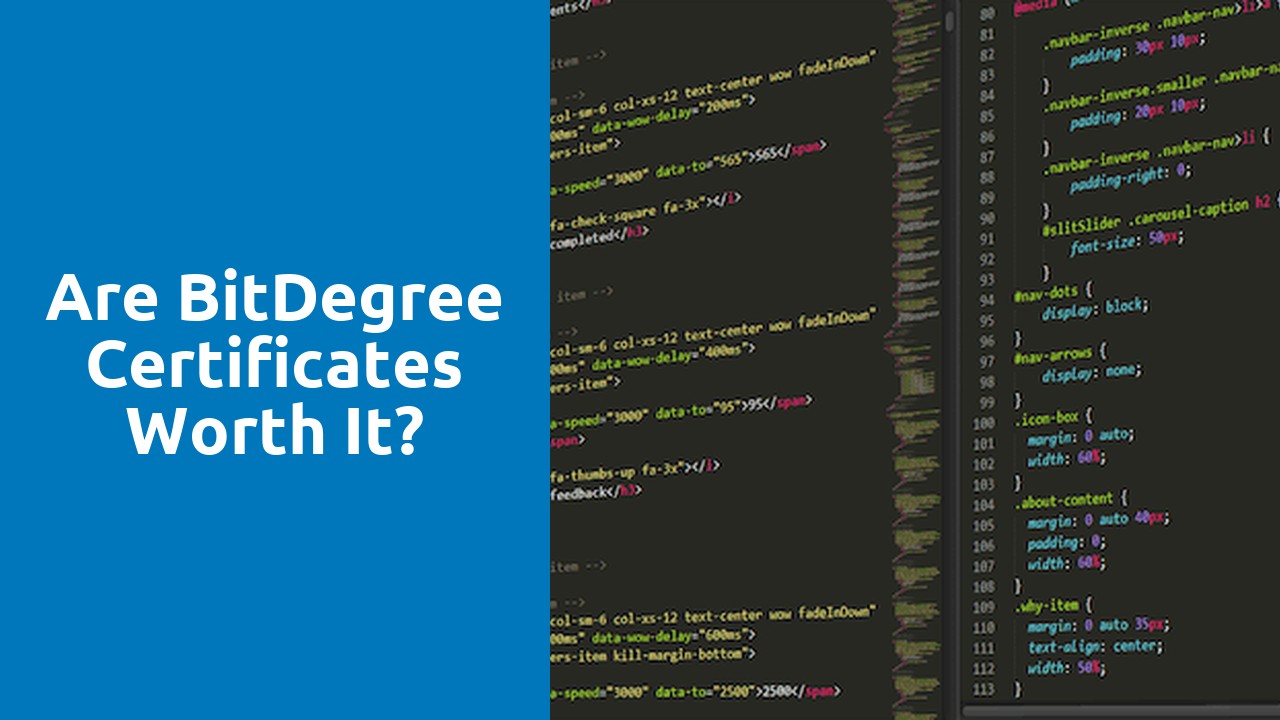 Are BitDegree
Certificates
Worth It?
ents</h
item -->
-->
col-sm-6 col-xs-12 text-center wow fadeInDown"
00ms" data-wow-delay="200ms">
ers-item">
a-speed="3000" data-to="565">565</span>
fa-check-square fa-3x"></i>
completed</h3>
item -->
-->
col-sm-6 col-xs-12 text-center wow fadeInDown"
00ms" data-wow-delay="400ms">
ers-item">
a-speed="3000" data-to="95">95</span>
span>
fa-thumbs-up fa-3x"></i>
feedback</h3>
item -->
-->
col-sm-6 col-xs-12 text-center wow fadeInDown"
00ms" data-wow-delay="600ms">
ers-item kill-margin-bottom">
a-speed="3000" data-to="2500">2500</span>
80 @media
81 .navbar-inverse .navbar-nav>li>a
82 padding: 30px 10px;
83 }
84 .navbar-inverse.smaller .navbar-n
85 padding: 20px 10px;
86 }
87 .navbar-inverse .navbar-nav>li {
88 padding-right: 0;
89 }
90 #slitSlider .carousel-caption h2
91 font-size: 50px;
92 }
93 #nav-dots {
94 display: block;
95 }
96 #nav-arrows {
97 display: none;
98 }
99 .icon-box {
100 margin: 0 auto;
101 width: 60%;
102 }
103 .about-content {
104 margin: 0 auto 40px;
105 padding: 0;
106 width: 60%;
107 }
108 .why-item {
109 margin: 0 auto 35px;
110 text-align: center;
111 width: 50%;
112 }
113